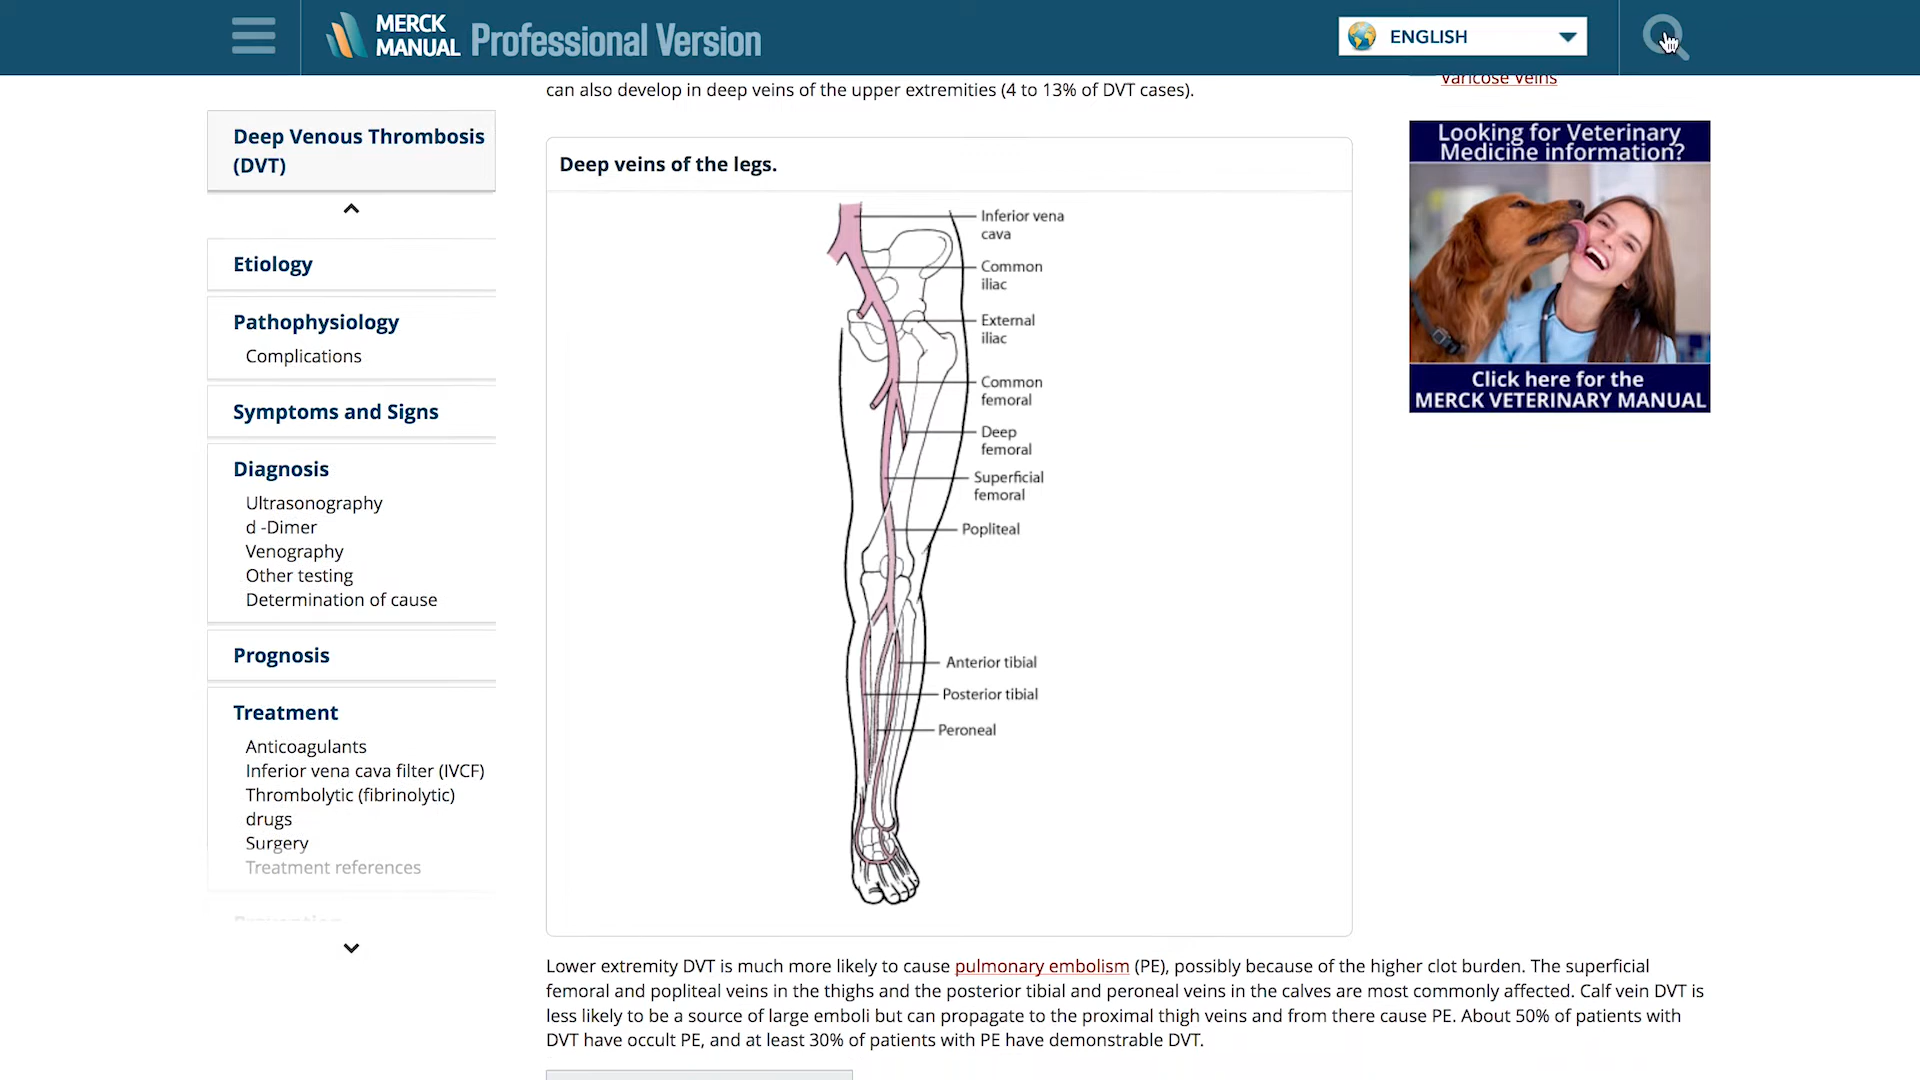 MERCK
MANUAL
Professional Version
ENGLISH
can also develop in deep veins of the upper extremities (4 to 13% of DVT cases).
Varicose Veins
Deep Venous Thrombosis
(DVT)
Etiology
Pathophysiology
Complications
Symptoms and Signs
Diagnosis
Ultrasonography
d -Dimer
Venography
Other testing
Determination of cause
Prognosis
Treatment
Anticoagulants
Inferior vena cava filter (IVCF)
Thrombolytic (fibrinolytic)
drugs
Surgery
Treatment references
Prevention
Deep veins of the legs.
Inferior vena
cava
Common
iliac
External
iliac
Common
femoral
Deep
femoral
Superficial
femoral
Popliteal
Anterior tibial
Posterior tibial
Peroneal
Looking for Veterinary
Medicine information?
Click here for the
MERCK VETERINARY MANUAL
Lower extremity DVT is much more likely to cause pulmonary embolism (PE), possibly because of the higher clot burden. The superficial
femoral and popliteal veins in the thighs and the posterior tibial and peroneal veins in the calves are most commonly affected. Calf vein DVT is
less likely to be a source of large emboli but can propagate to the proximal thigh veins and from there cause PE. About 50% of patients with
DVT have occult PE, and at least 30% of patients with PE have demonstrable DVT.